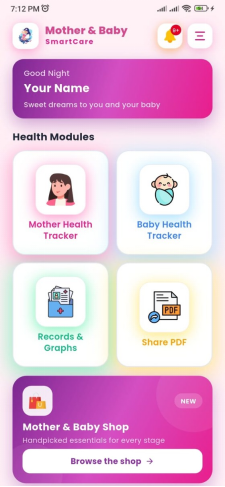 7:12 PM
Mother & Baby
SmartCare
9+
Good Night
Your Name
Sweet dreams to you and your baby
Health Modules
Mother Health
Tracker
Baby Health
Tracker
Records &
Graphs
PDF
Share PDF
NEW
Mother & Baby Shop
Handpicked essentials for every stage
Browse the shop →